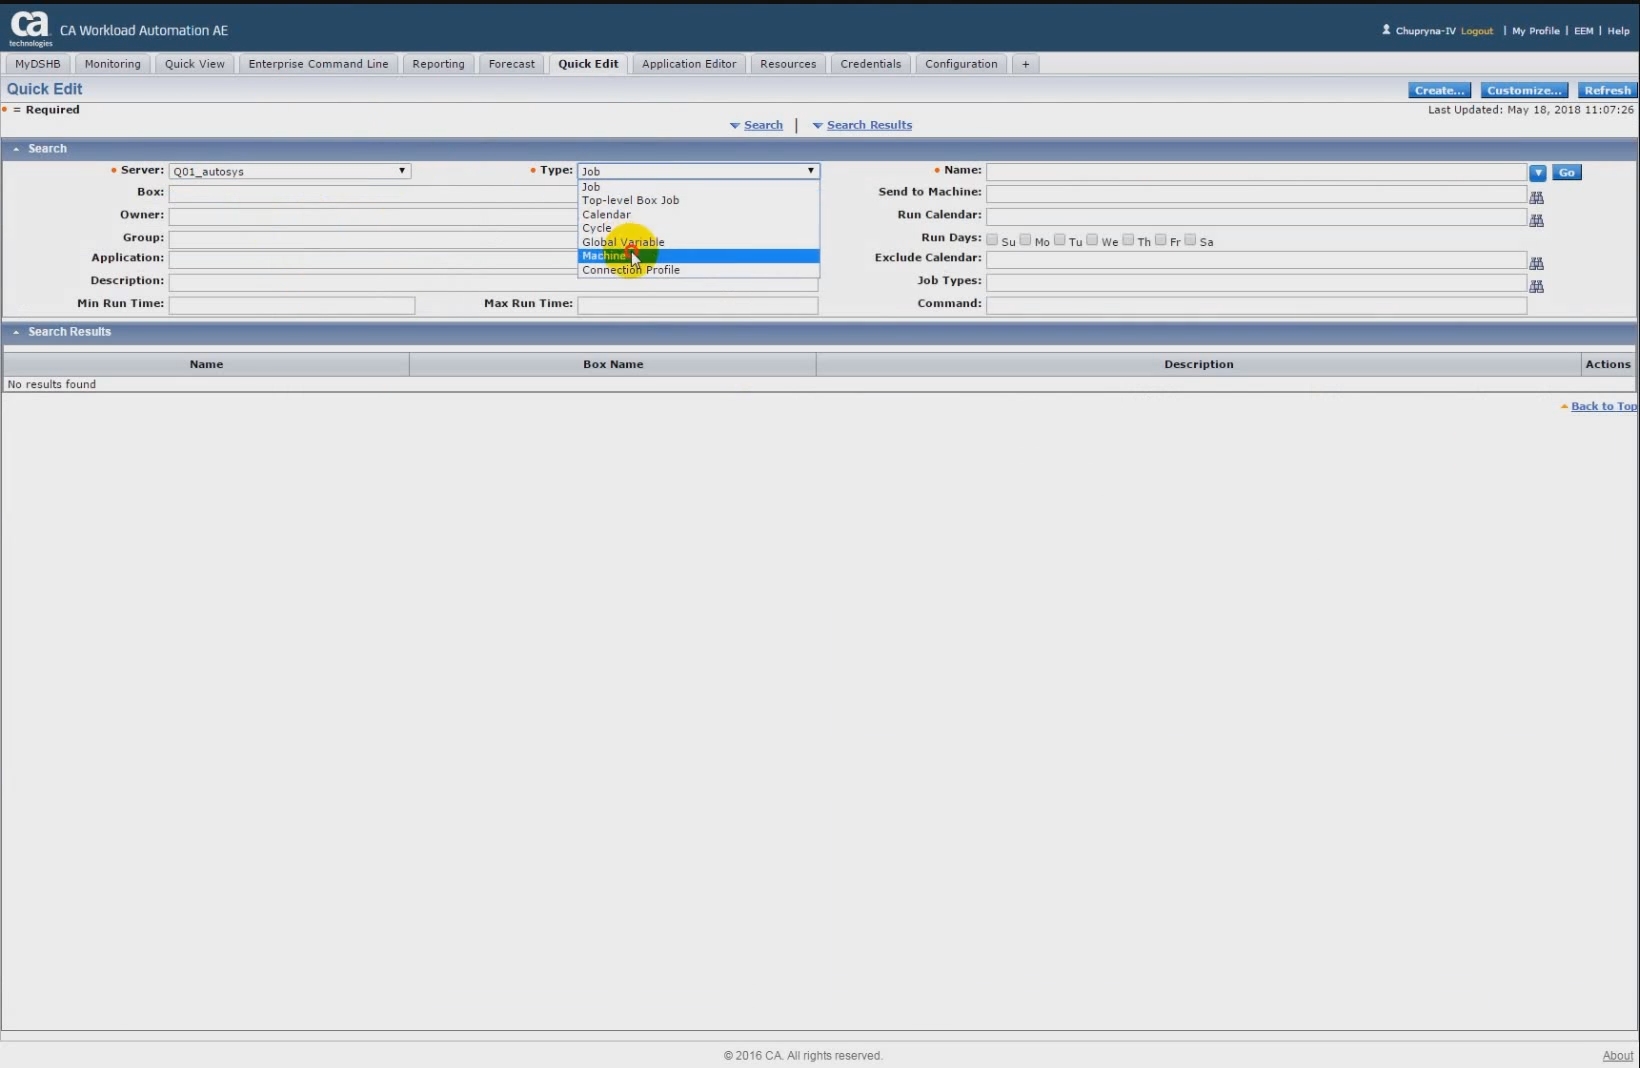 ca
technologies
CA Workload Automation AE
Chupryna-IV Logout | My Profile | EEM | Help
MyDSHB Monitoring Quick View Enterprise Command Line Reporting Forecast Quick Edit Application Editor Resources Credentials Configuration +
Quick Edit
Create... Customize... Refresh
• = Required
Last Updated: May 18, 2018 11:07:26
Search | Search Results
Search
• Server: Q01_autosys • Type: Job • Name: Go
Job
Box: Send to Machine:
Top-level Box Job
Owner: Calendar Run Calendar:
Cycle
Group: Global Variable Run Days: Su Mo Tu We Th Fr Sa
Application: Machine Exclude Calendar:
Connection Profile
Description: Job Types:
Min Run Time: Max Run Time: Command:
Search Results
Name Box Name Description Actions
No results found
Back to Top
© 2016 CA. All rights reserved.
About